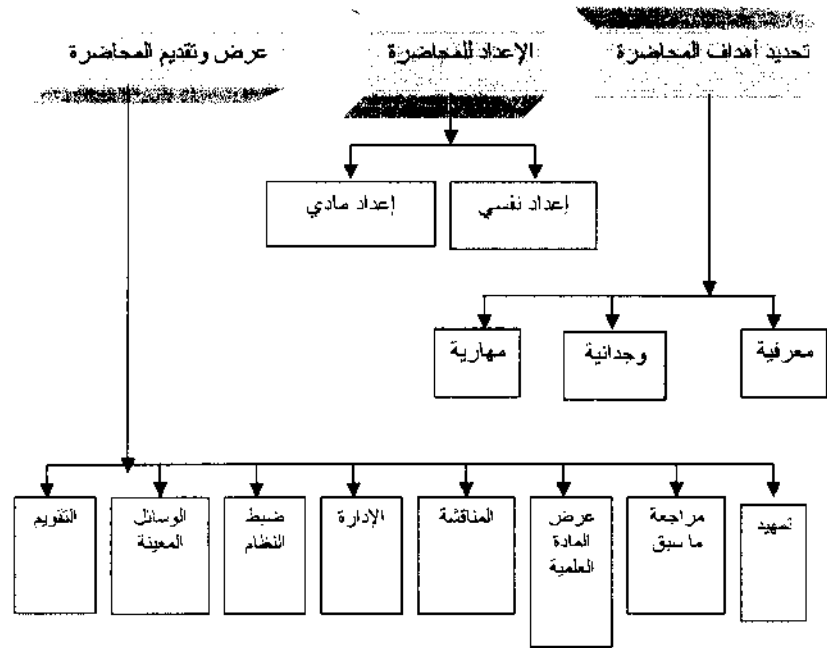 تحديد أهداف المحاضرة
الإعداد للمحاضرة
عرض وتقديم المحاضرة
إعداد نفسي
إعداد مادي
معرفية
وجدانية
مهارية
تمهيد
مراجعة
ما سبق
عرض
المادة
العلمية
المناقشة
الإدارة
ضبط
النظام
الوسائل
المعينة
التقويم